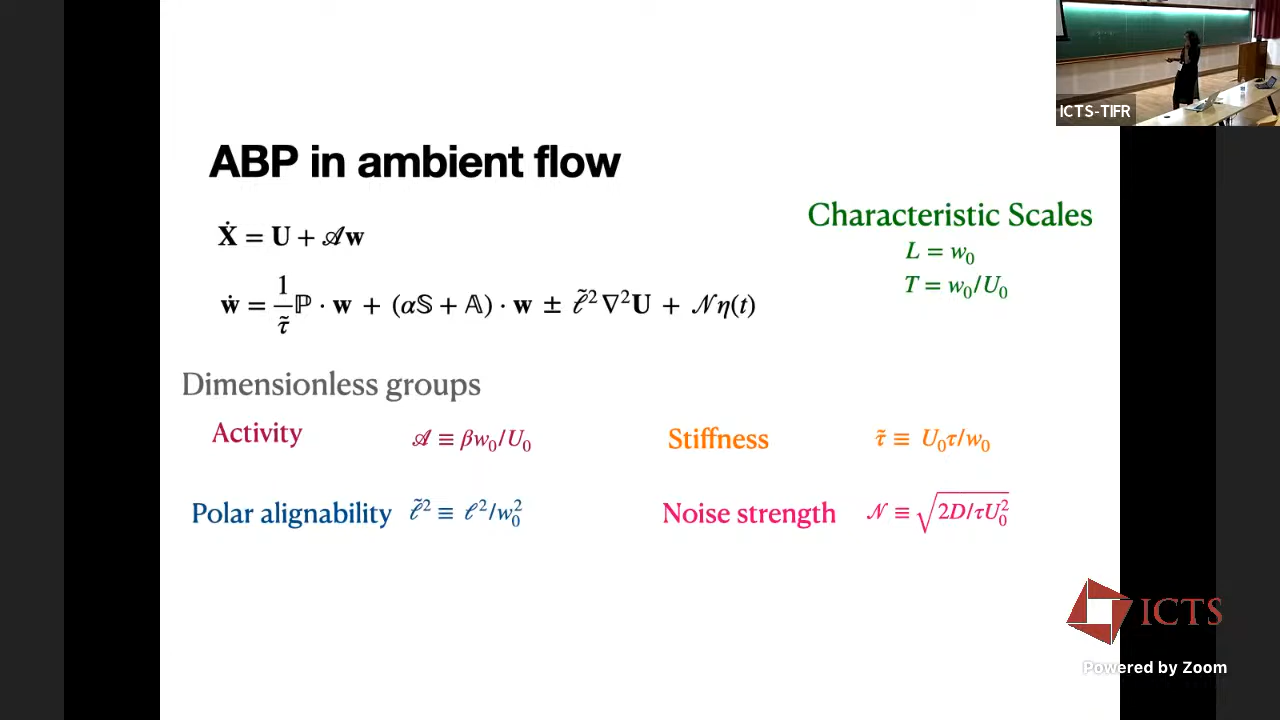 ICTS-TIFR
ABP in ambient flow
Ẋ = U + 𝒜w
ẇ = 1/τ̃ ℙ · w + (α𝕊 + 𝔸) · w ± ℓ̃² ∇²U + 𝒩η(t)
Characteristic Scales
L = w₀
T = w₀/U₀
Dimensionless groups
Activity 𝒜 ≡ βw₀/U₀
Stiffness τ̃ ≡ U₀τ/w₀
Polar alignability ℓ̃² ≡ ℓ²/w₀²
Noise strength 𝒩 ≡ √(2D/τU₀²)
ICTS
Powered by Zoom